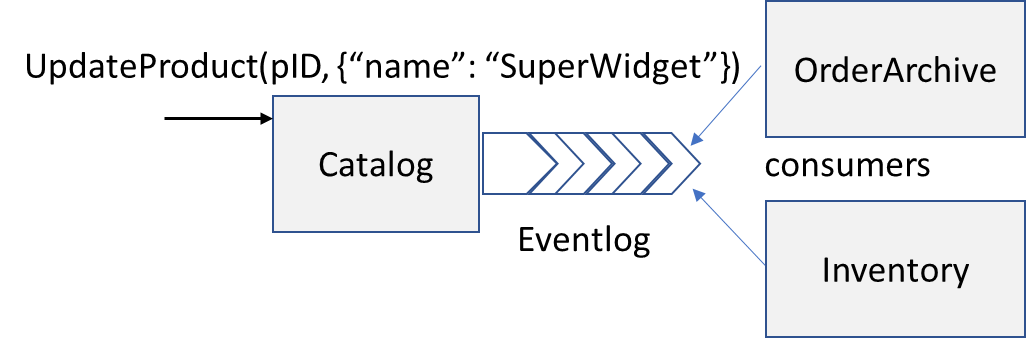 UpdateProduct(pID, {“name”: “SuperWidget”})
OrderArchive
Catalog
consumers
Eventlog
Inventory